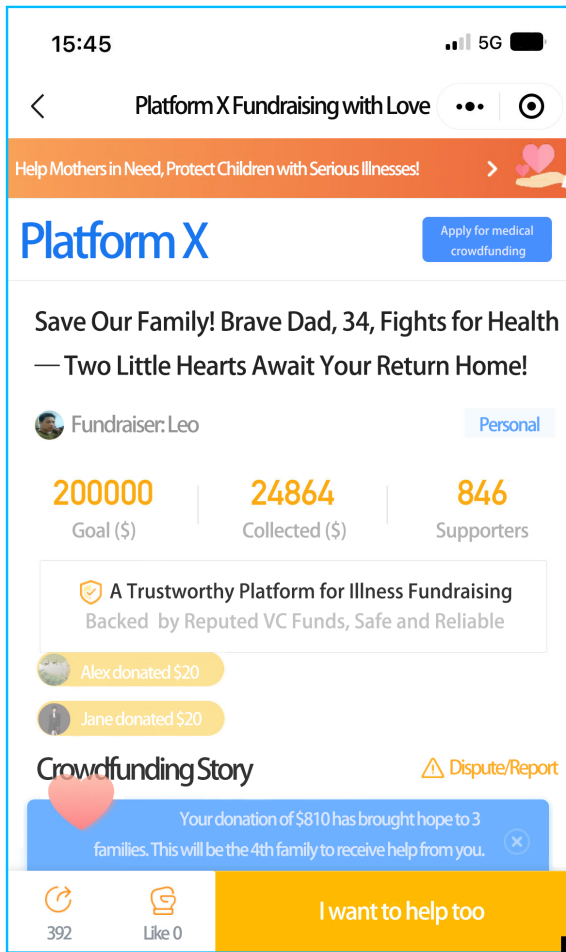 15:45
5G
Platform X Fundraising with Love
Help Mothers in Need, Protect Children with Serious Illnesses!
Platform X
Apply for medical
crowdfunding
Save Our Family! Brave Dad, 34, Fights for Health
— Two Little Hearts Await Your Return Home!
Fundraiser: Leo
Personal
200000
24864
846
Goal ($)
Collected ($)
Supporters
A Trustworthy Platform for Illness Fundraising
Backed by Reputed VC Funds, Safe and Reliable
Alex donated $20
Jane donated $20
Crowdfunding Story
Dispute/Report
Your donation of $810 has brought hope to 3
families. This will be the 4th family to receive help from you.
392
Like 0
I want to help too